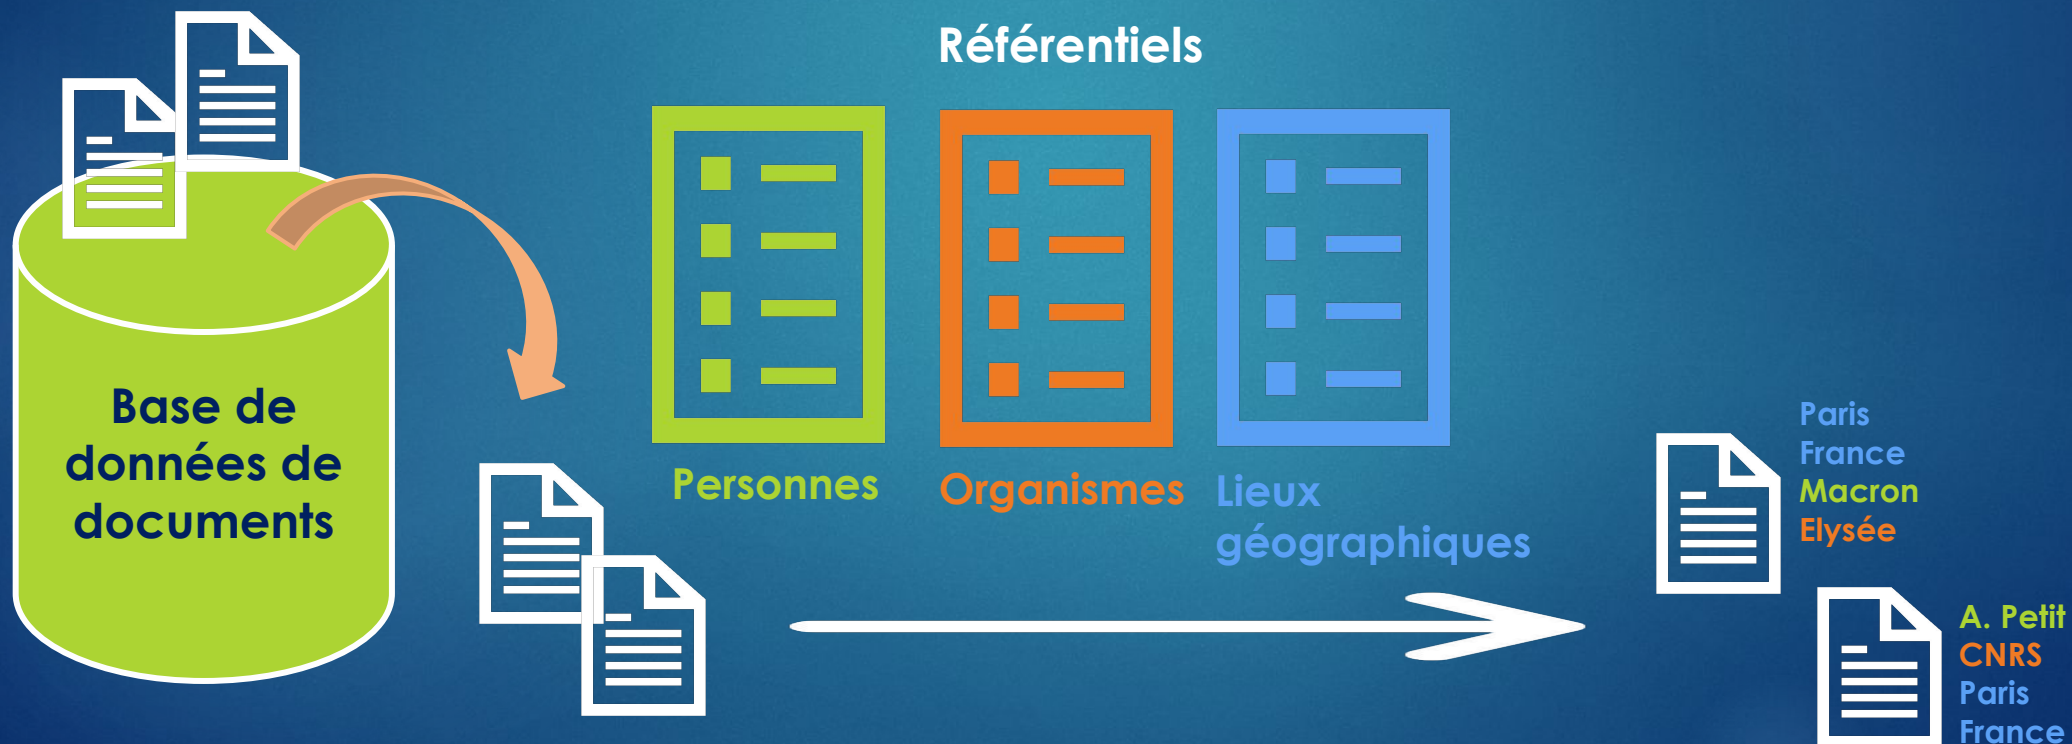 Référentiels
Base de
données de
documents
Personnes
Organismes
Lieux
géographiques
Paris
France
Macron
Elysée
A. Petit
CNRS
Paris
France